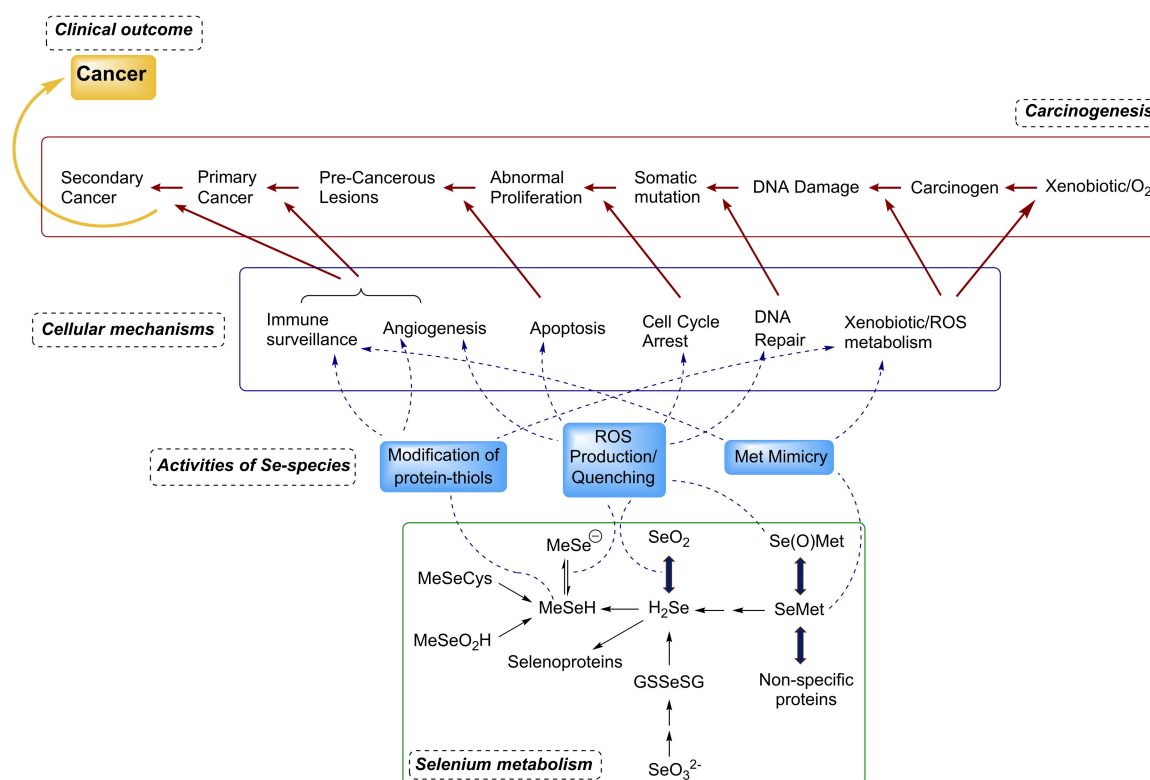 Clinical outcome
Cancer
Carcinogenesis
Secondary
Cancer
Primary
Cancer
Pre-Cancerous
Lesions
Abnormal
Proliferation
Somatic
mutation
DNA Damage
Carcinogen
Xenobiotic/O2
Cellular mechanisms
Immune
surveillance
Angiogenesis
Apoptosis
Cell Cycle
Arrest
DNA
Repair
Xenobiotic/ROS
metabolism
Activities of Se-species
Modification of
protein-thiols
ROS
Production/
Quenching
Met Mimicry
MeSe⊖
SeO2
Se(O)Met
MeSeCys
MeSeH
H2Se
SeMet
MeSeO2H
Selenoproteins
GSSeSG
Non-specific
proteins
SeO3 2-
Selenium metabolism